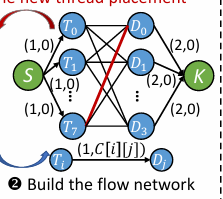 new thread placement
T₀ D₀
(1,0) (2,0)
S T₁ D₁ K
(1,0) (2,0)
⋮ ⋮
(1,0) (2,0)
T₇ D₃
(1,C[i][j])
Tᵢ Dⱼ
❷ Build the flow network